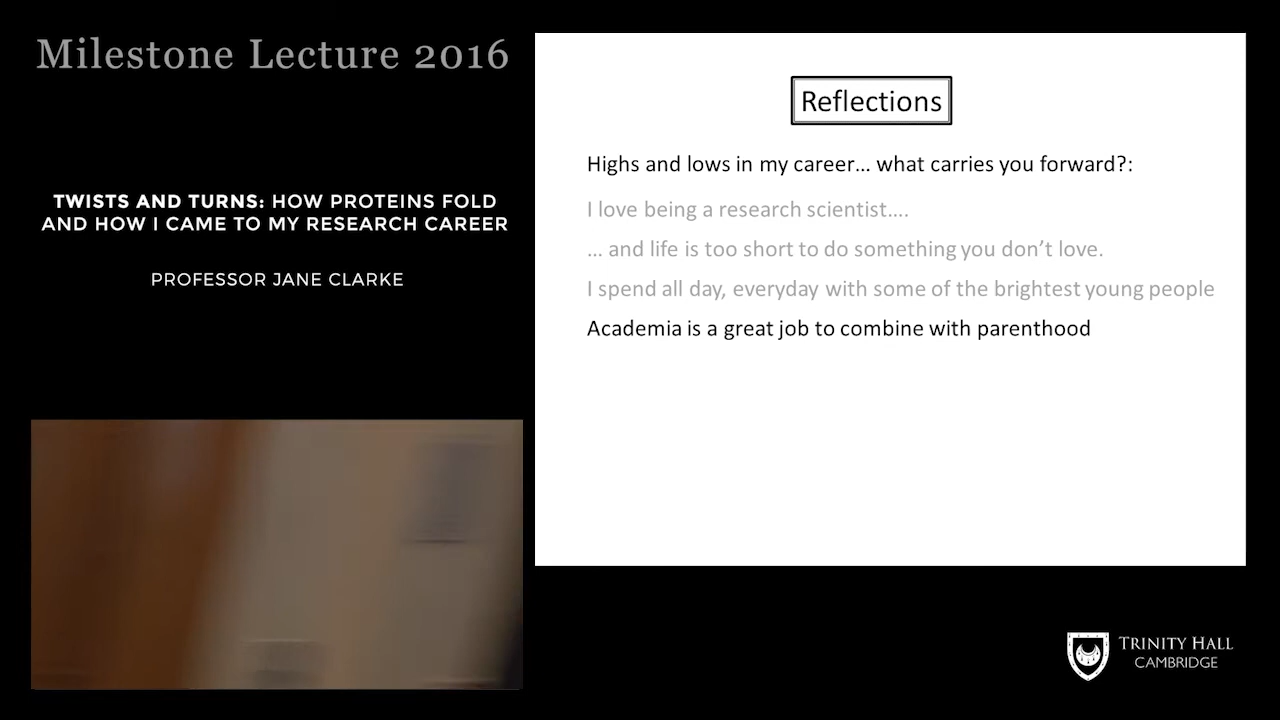 Milestone Lecture 2016
TWISTS AND TURNS: HOW PROTEINS FOLD
AND HOW I CAME TO MY RESEARCH CAREER
PROFESSOR JANE CLARKE
Reflections
Highs and lows in my career... what carries you forward?:
I love being a research scientist....
... and life is too short to do something you don’t love.
I spend all day, everyday with some of the brightest young people
Academia is a great job to combine with parenthood
TRINITY HALL
CAMBRIDGE